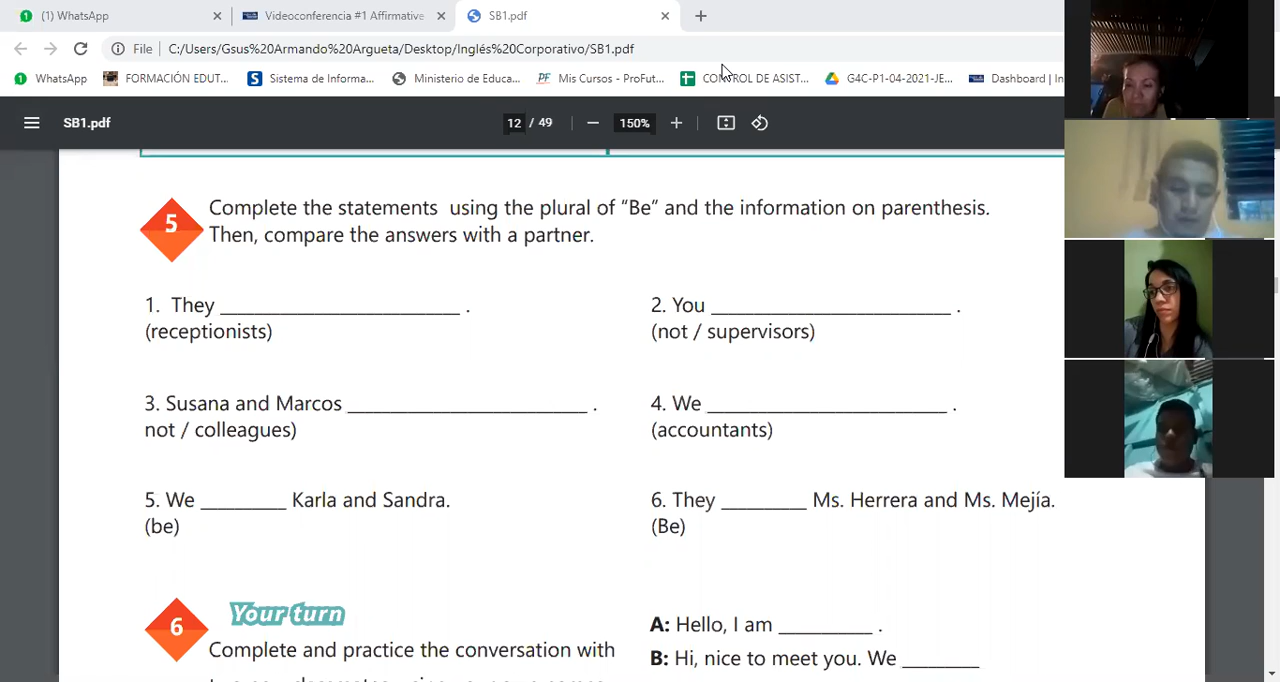 (1) WhatsApp
Videoconferencia #1 Affirmative
SB1.pdf
File
C:/Users/Gsus%20Armando%20Argueta/Desktop/Inglés%20Corporativo/SB1.pdf
WhatsApp
FORMACIÓN EDUT...
Sistema de Informa...
Ministerio de Educa...
PF Mis Cursos - ProFut...
CONTROL DE ASIST...
G4C-P1-04-2021-JE...
Dashboard | In
SB1.pdf
12 / 49
150%
5
Complete the statements using the plural of “Be” and the information on parenthesis.
Then, compare the answers with a partner.
1. They ________________________ .
(receptionists)
2. You ________________________ .
(not / supervisors)
3. Susana and Marcos ________________________ .
not / colleagues)
4. We ________________________ .
(accountants)
5. We ________ Karla and Sandra.
(be)
6. They ________ Ms. Herrera and Ms. Mejía.
(Be)
6
Your turn
Complete and practice the conversation with
A: Hello, I am _________ .
B: Hi, nice to meet you. We _______